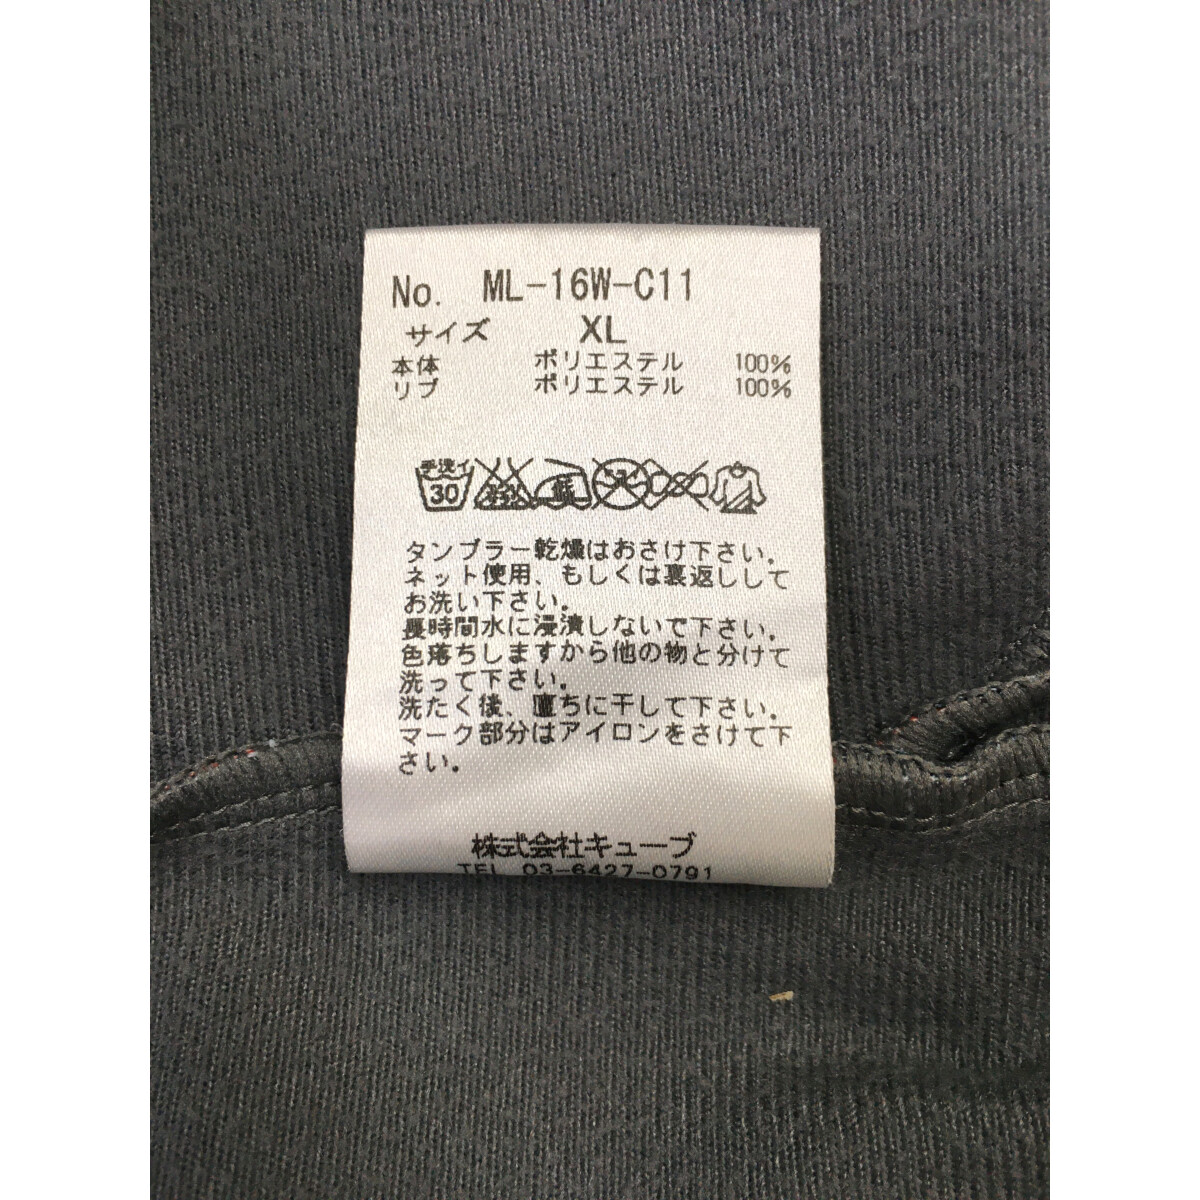 No. ML-16W-C11
サイズ XL
本体 ポリエステル 100%
リブ ポリエステル 100%
手洗イ
30
低
タンブラー乾燥はおさけ下さい。
ネット使用、もしくは裏返しして
お洗い下さい。
長時間水に浸漬しないで下さい。
色落ちしますから他の物と分けて
洗って下さい。
洗たく後、直ちに干して下さい。
マーク部分はアイロンをさけて下
さい。
株式会社キューブ
TEL 03-6427-0791